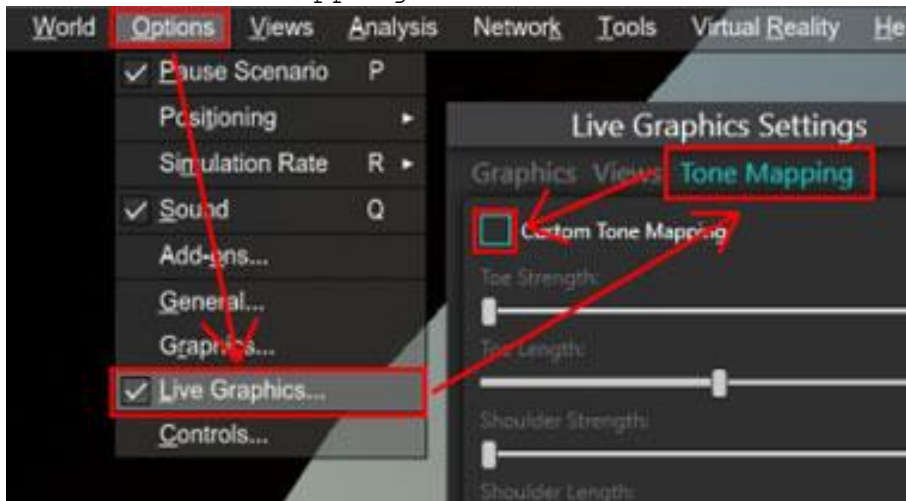 World Options Views Analysis Network Tools Virtual Reality He
Pause Scenario P
Positioning
Simulation Rate R
Sound Q
Add-ons...
General...
Graphics...
Live Graphics...
Controls...
Live Graphics Settings
Graphics Views Tone Mapping
Custom Tone Mapping
Toe Strength:
Toe Length:
Shoulder Strength:
Shoulder Length: